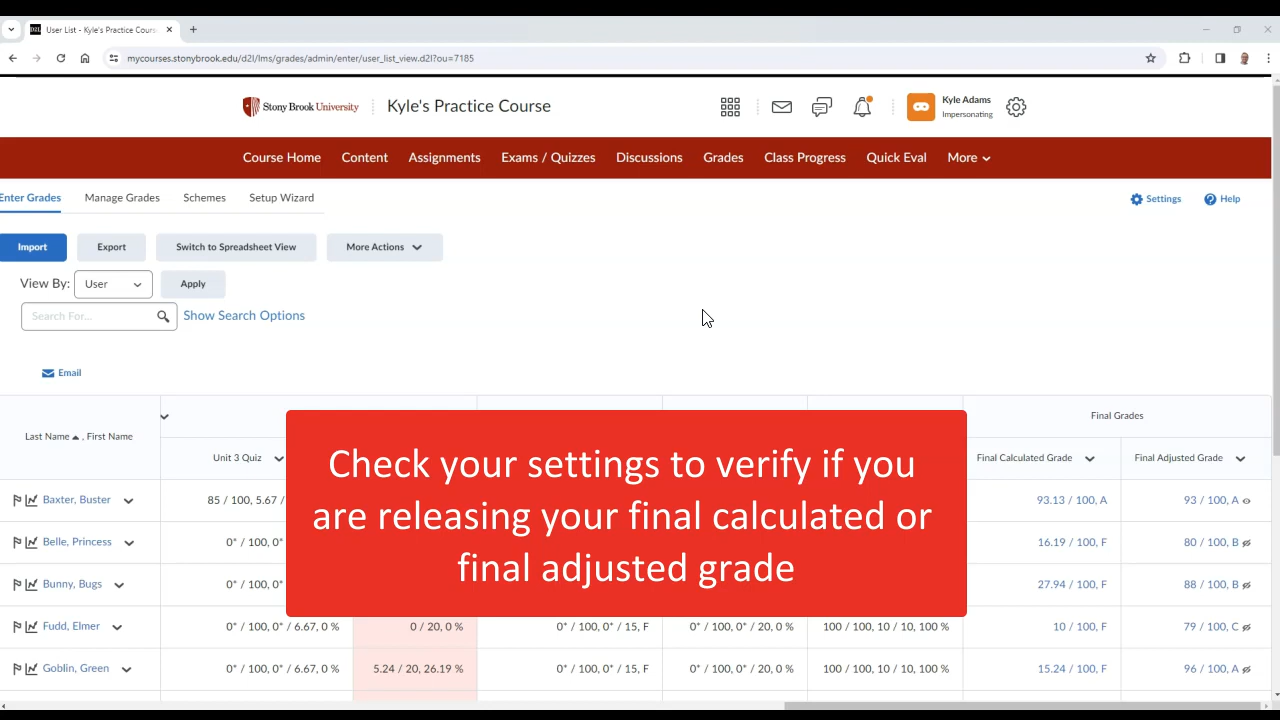 User List - Kyle's Practice Cours
mycourses.stonybrook.edu/d2l/lms/grades/admin/enter/user_list_view.d2l?ou=7185
Stony Brook University
Kyle's Practice Course
Kyle Adams
Impersonating
Course Home Content Assignments Exams / Quizzes Discussions Grades Class Progress Quick Eval More
Enter Grades Manage Grades Schemes Setup Wizard
Settings Help
Import Export Switch to Spreadsheet View More Actions
View By: User Apply
Search For... Show Search Options
Email
Final Grades
Last Name , First Name
Unit 3 Quiz Final Calculated Grade Final Adjusted Grade
Check your settings to verify if you
are releasing your final calculated or
final adjusted grade
Baxter, Buster 85 / 100, 5.67 / 93.13 / 100, A 93 / 100, A
Belle, Princess 0* / 100, 0* 16.19 / 100, F 80 / 100, B
Bunny, Bugs 0* / 100, 0* 27.94 / 100, F 88 / 100, B
Fudd, Elmer 0* / 100, 0* / 6.67, 0 % 0 / 20, 0 % 0* / 100, 0* / 15, F 0* / 100, 0* / 20, 0 % 100 / 100, 10 / 10, 100 % 10 / 100, F 79 / 100, C
Goblin, Green 0* / 100, 0* / 6.67, 0 % 5.24 / 20, 26.19 % 0* / 100, 0* / 15, F 0* / 100, 0* / 20, 0 % 100 / 100, 10 / 10, 100 % 15.24 / 100, F 96 / 100, A